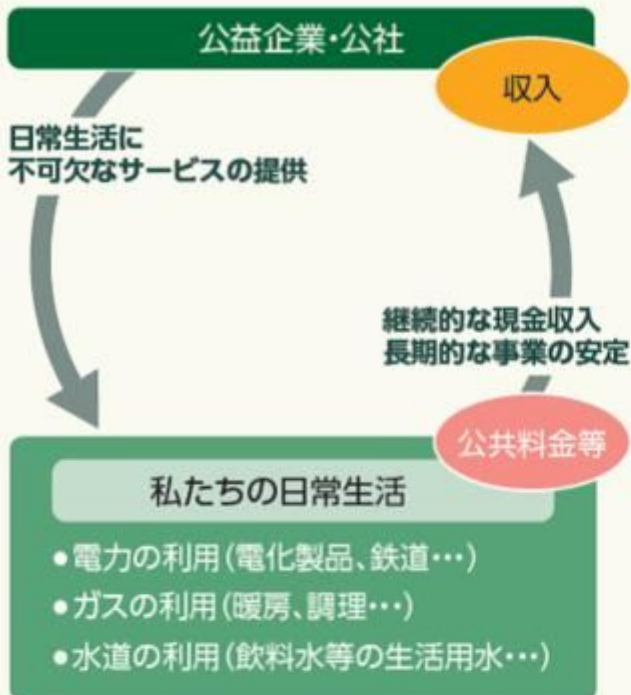 公益企業・公社
収入
日常生活に
不可欠なサービスの提供
継続的な現金収入
長期的な事業の安定
公共料金等
私たちの日常生活
●電力の利用(電化製品、鉄道…)
●ガスの利用(暖房、調理…)
●水道の利用(飲料水等の生活用水…)